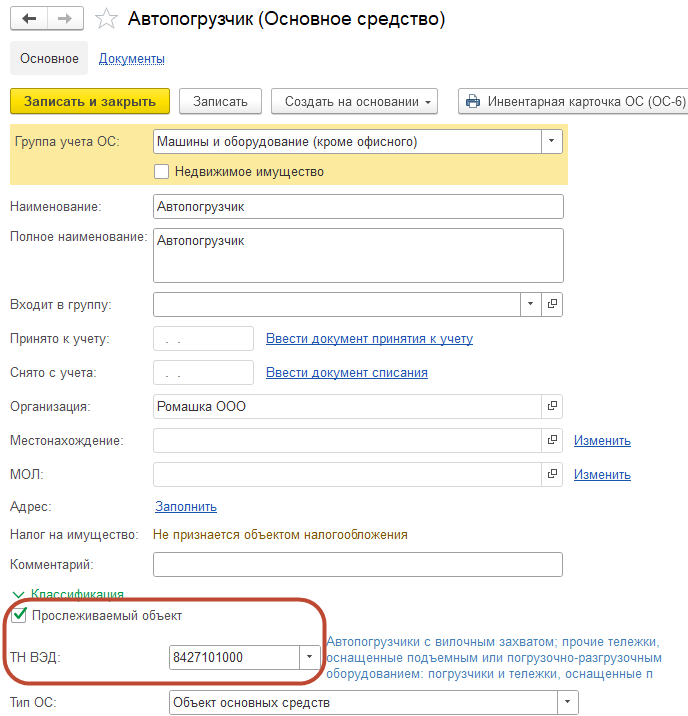 Автопогрузчик (Основное средство)
Основное Документы
Записать и закрыть Записать Создать на основании Инвентарная карточка ОС (ОС-6)
Группа учета ОС: Машины и оборудование (кроме офисного)
Недвижимое имущество
Наименование: Автопогрузчик
Полное наименование: Автопогрузчик
Входит в группу:
Принято к учету: . . Ввести документ принятия к учету
Снято с учета: . . Ввести документ списания
Организация: Ромашка ООО
Местонахождение: Изменить
МОЛ: Изменить
Адрес: Заполнить
Налог на имущество: Не признается объектом налогообложения
Комментарий:
Классификация
Прослеживаемый объект
ТН ВЭД: 8427101000
Автопогрузчики с вилочным захватом; прочие тележки,
оснащенные подъемным или погрузочно-разгрузочным
оборудованием: погрузчики и тележки, оснащенные п
Тип ОС: Объект основных средств